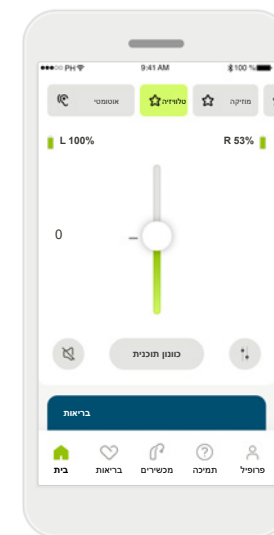 ●●●○○ PH 9:41 AM 100 %
אוטומטי
טלוויזיה
מוזיקה
L 100%
R 53%
0
כוונון תוכנית
בריאות
בית
בריאות
מכשירים
תמיכה
פרופיל